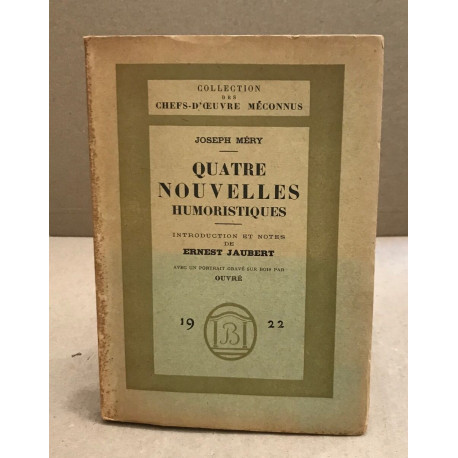 COLLECTION
DES
CHEFS-D'ŒUVRE MÉCONNUS
JOSEPH MÉRY
QUATRE
NOUVELLES
HUMORISTIQUES
INTRODUCTION ET NOTES
DE
ERNEST JAUBERT
AVEC UN PORTRAIT GRAVÉ SUR BOIS PAR
OUVRÉ
19 22
B